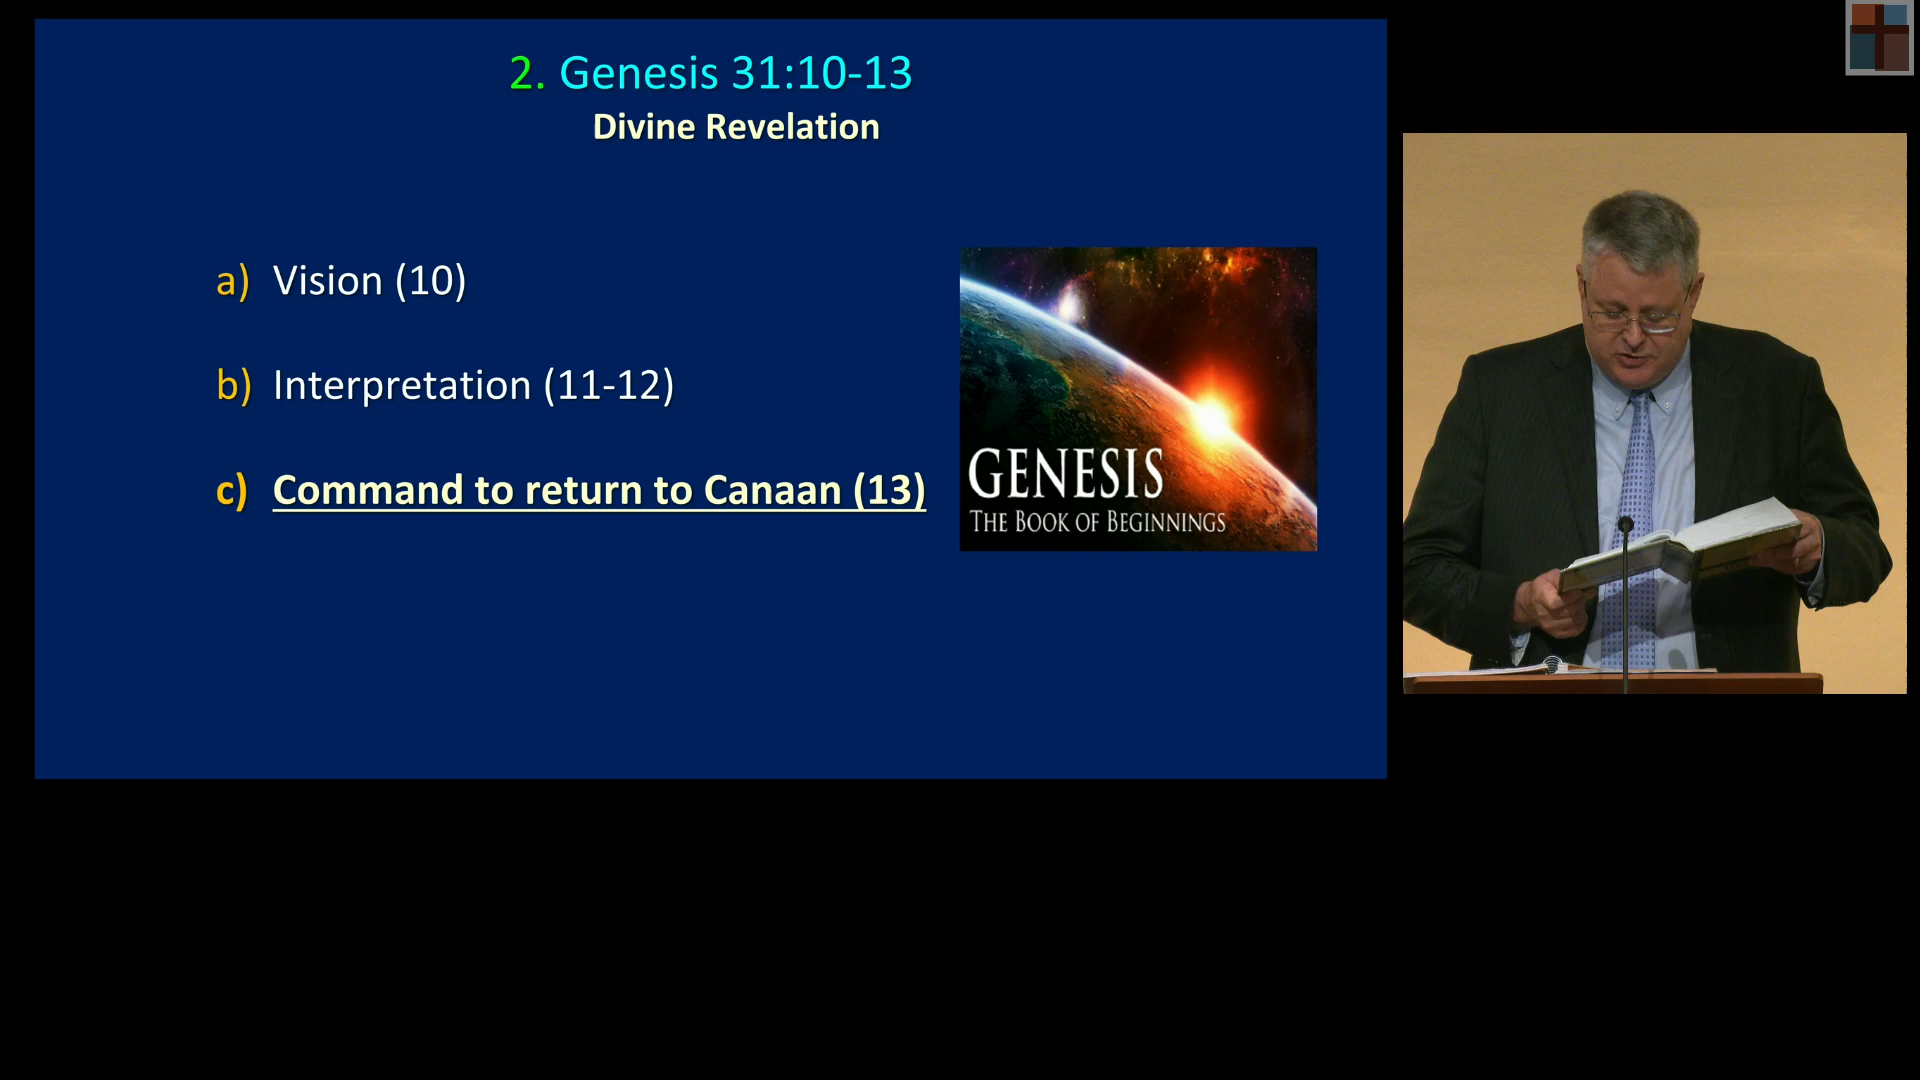 2. Genesis 31:10-13
Divine Revelation
a) Vision (10)
b) Interpretation (11-12)
c) Command to return to Canaan (13)
GENESIS
THE BOOK OF BEGINNINGS